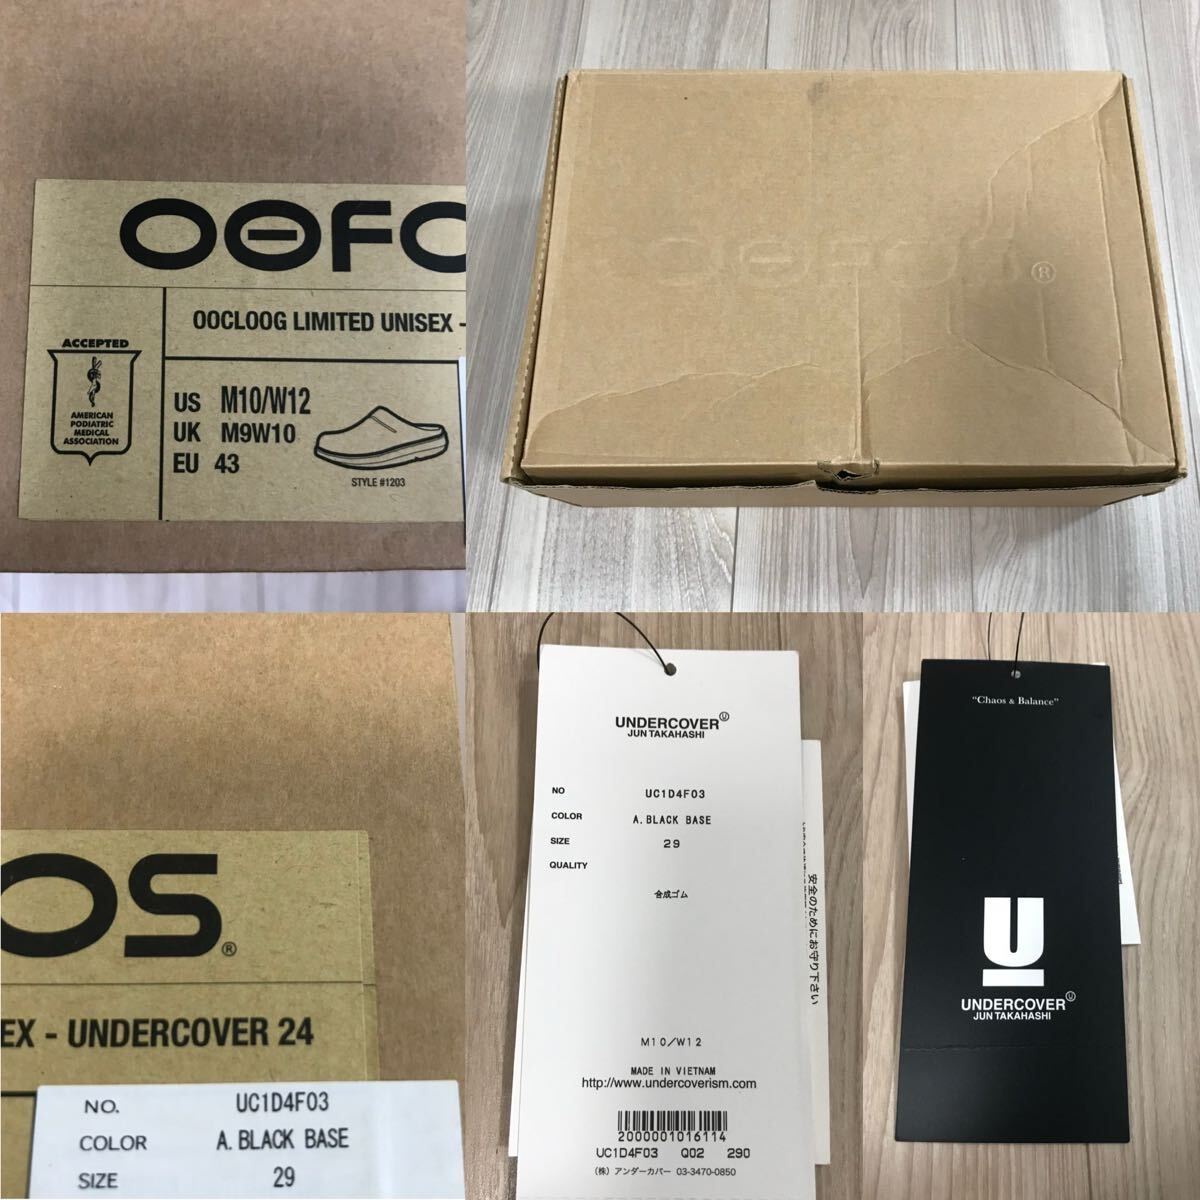 OOFO
OOCLOOG LIMITED UNISEX -
ACCEPTED
AMERICAN
PODIATRIC
MEDICAL
ASSOCIATION
US M10/W12
UK M9W10
EU 43
STYLE #1203
OOFOS®
OS®
EX - UNDERCOVER 24
NO. UC1D4F03
COLOR A. BLACK BASE
SIZE 29
UNDERCOVER Ⓤ
JUN TAKAHASHI
NO UC1D4F03
COLOR A. BLACK BASE
SIZE 29
QUALITY
合成ゴム
M10/W12
MADE IN VIETNAM
http://www.undercoverism.com
2000001016114
UC1D4F03 Q02 290
(株) アンダーカバー 03-3470-0850
安全のためにお守り下さい
“Chaos & Balance”
U
UNDERCOVER Ⓤ
JUN TAKAHASHI